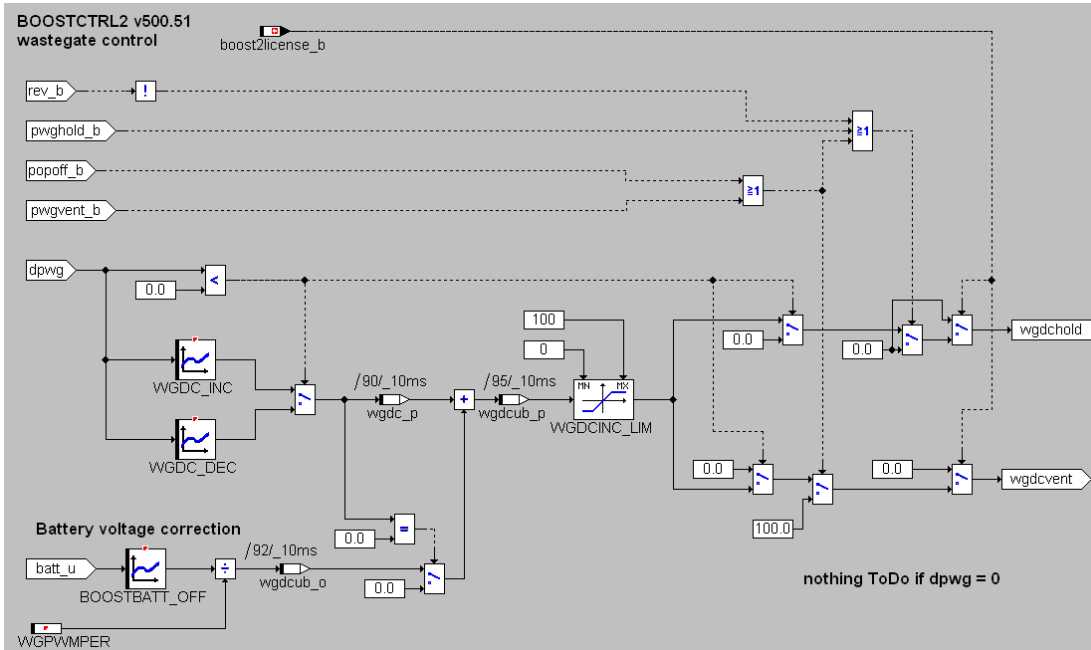 BOOSTCTRL2 v500.51
wastegate control
boost2license_b
rev_b
!
pwghold_b
≥1
popoff_b
≥1
pwgvent_b
dpwg
<
0.0
100
0.0
0.0
wgdchold
0
WGDC_INC
/90/_10ms
/95/_10ms
MN MX
wgdc_p
+
wgdcub_p
WGDCINC_LIM
WGDC_DEC
0.0
0.0
wgdcvent
100.0
Battery voltage correction
=
0.0
batt_u
÷
/92/_10ms
wgdcub_o
0.0
nothing ToDo if dpwg = 0
BOOSTBATT_OFF
WGPWMPER